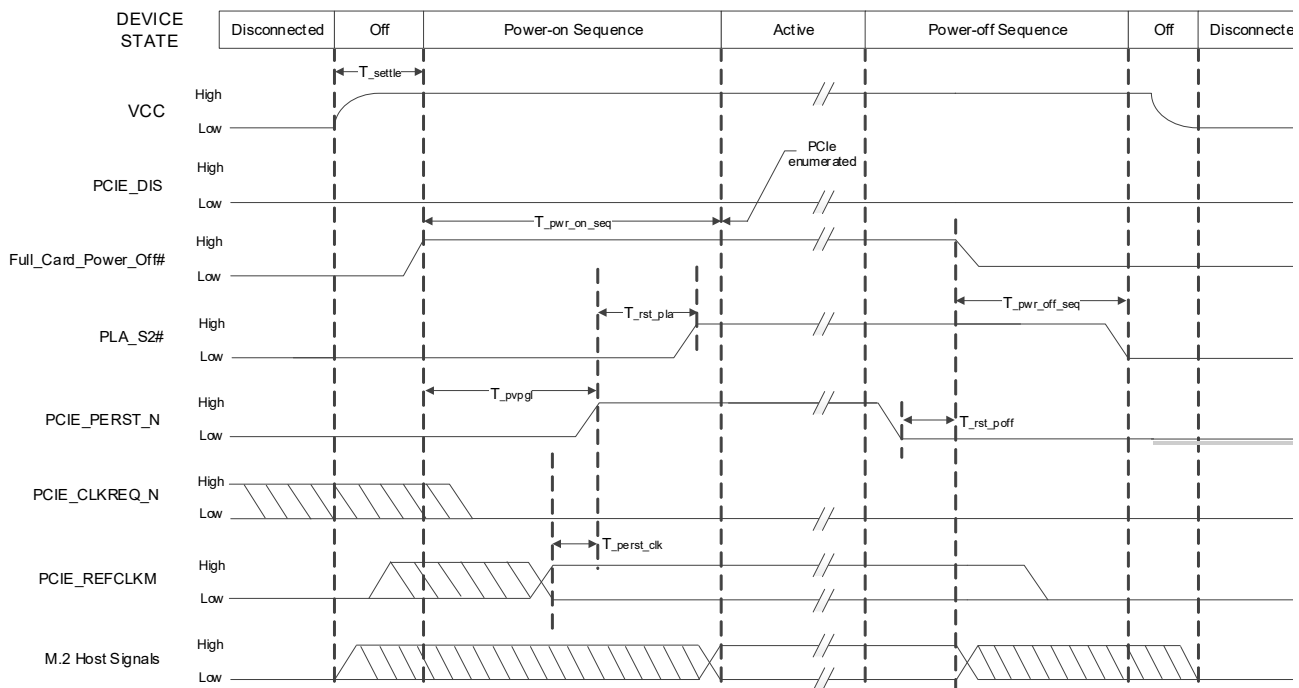 DEVICE
STATE
Disconnected Off Power-on Sequence Active Power-off Sequence Off Disconnecte
T_settle
VCC High
Low
PCIe
enumerated
PCIE_DIS High
Low
T_pwr_on_seq
Full_Card_Power_Off# High
Low
T_pwr_off_seq
T_rst_pla
PLA_S2# High
Low
T_pvpgl
PCIE_PERST_N High
Low
T_rst_poff
PCIE_CLKREQ_N High
Low
T_perst_clk
PCIE_REFCLKM High
Low
M.2 Host Signals High
Low